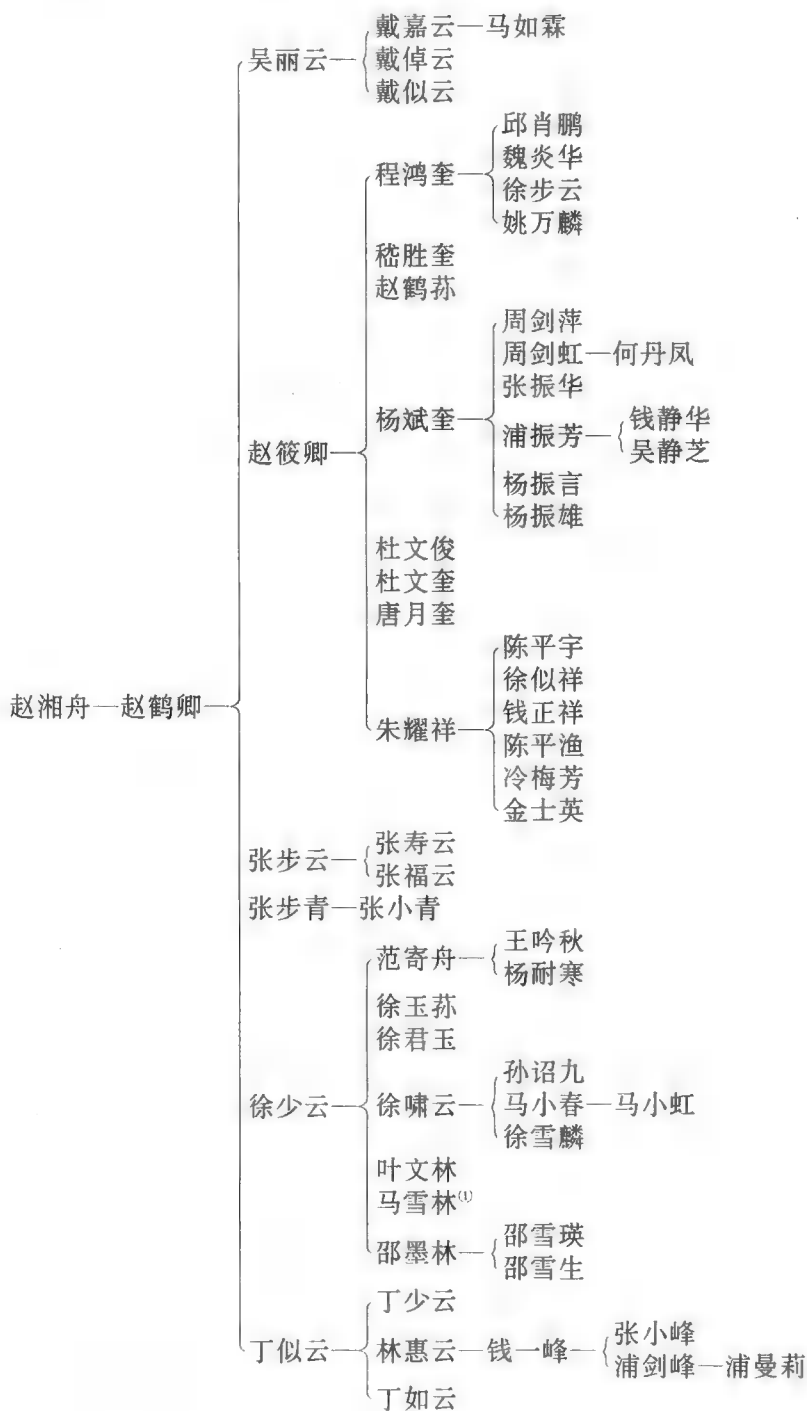 戴嘉云—马如霖
吴丽云—戴倬云
戴似云
邱肖鹏
魏炎华
程鸿奎—徐步云
姚万麟
嵇胜奎
赵鹤荪
周剑萍
周剑虹—何丹凤
张振华
杨斌奎—浦振芳—钱静华
吴静芝
赵筱卿—杨振言
杨振雄
杜文俊
杜文奎
唐月奎
陈平宇
徐似祥
赵湘舟—赵鹤卿—朱耀祥—钱正祥
陈平渔
冷梅芳
金士英
张步云—张寿云
张福云
张步青—张小青
范寄舟—王吟秋
杨耐寒
徐玉荪
徐君玉
孙诏九
徐少云—徐啸云—马小春—马小虹
徐雪麟
叶文林
马雪林(1)
邵墨林—邵雪瑛
邵雪生
丁少云
丁似云—林惠云—钱一峰—张小峰
浦剑峰—浦曼莉
丁如云